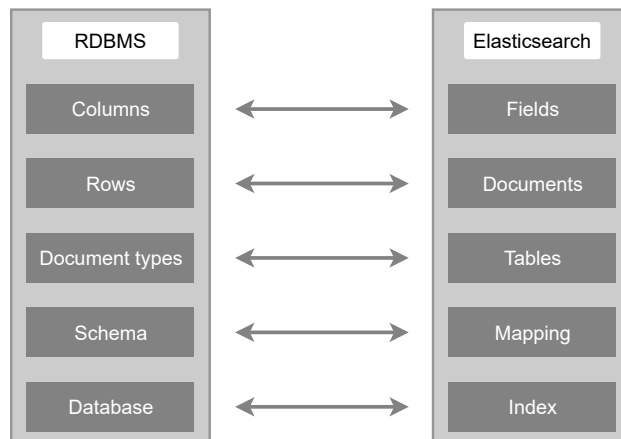 RDBMS Elasticsearch
Columns Fields
Rows Documents
Document types Tables
Schema Mapping
Database Index